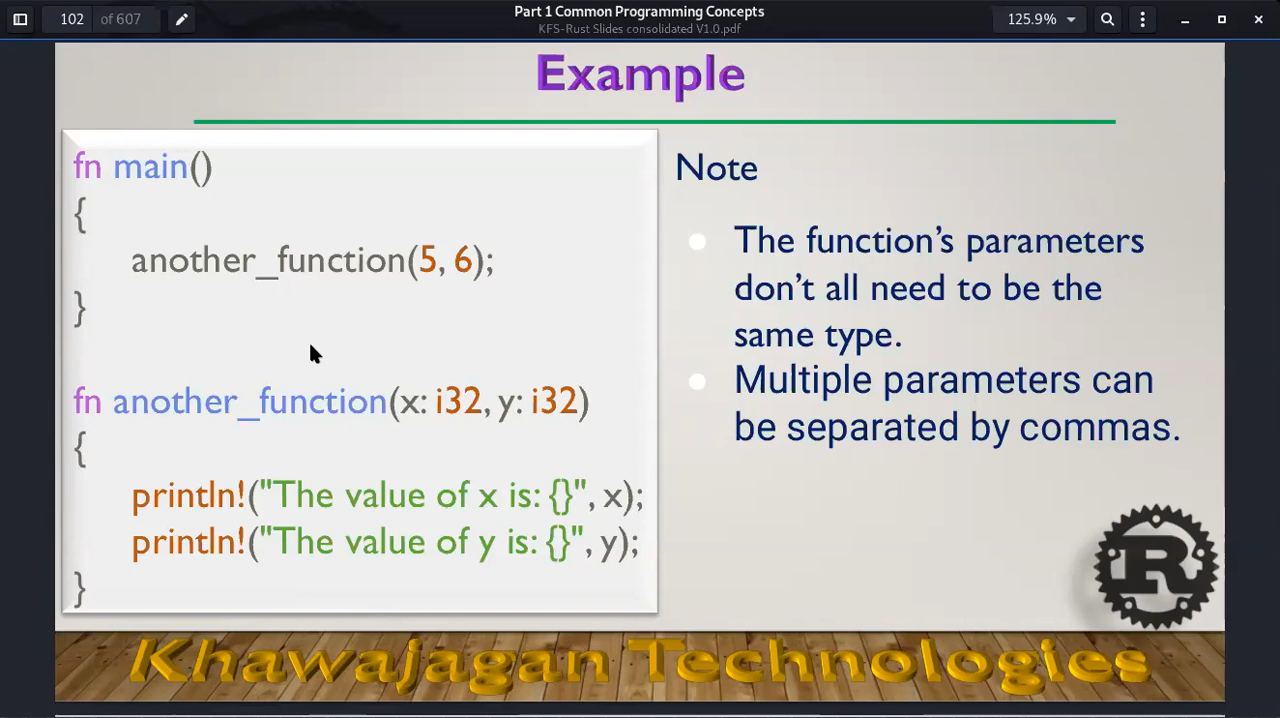 102 of 607
Part 1 Common Programming Concepts
KFS-Rust Slides consolidated V1.0.pdf
125.9%
Example
fn main()
{
another_function(5, 6);
}
fn another_function(x: i32, y: i32)
{
println!("The value of x is: {}", x);
println!("The value of y is: {}", y);
}
Note
The function’s parameters
don’t all need to be the
same type.
Multiple parameters can
be separated by commas.
R
Khawajagan Technologies